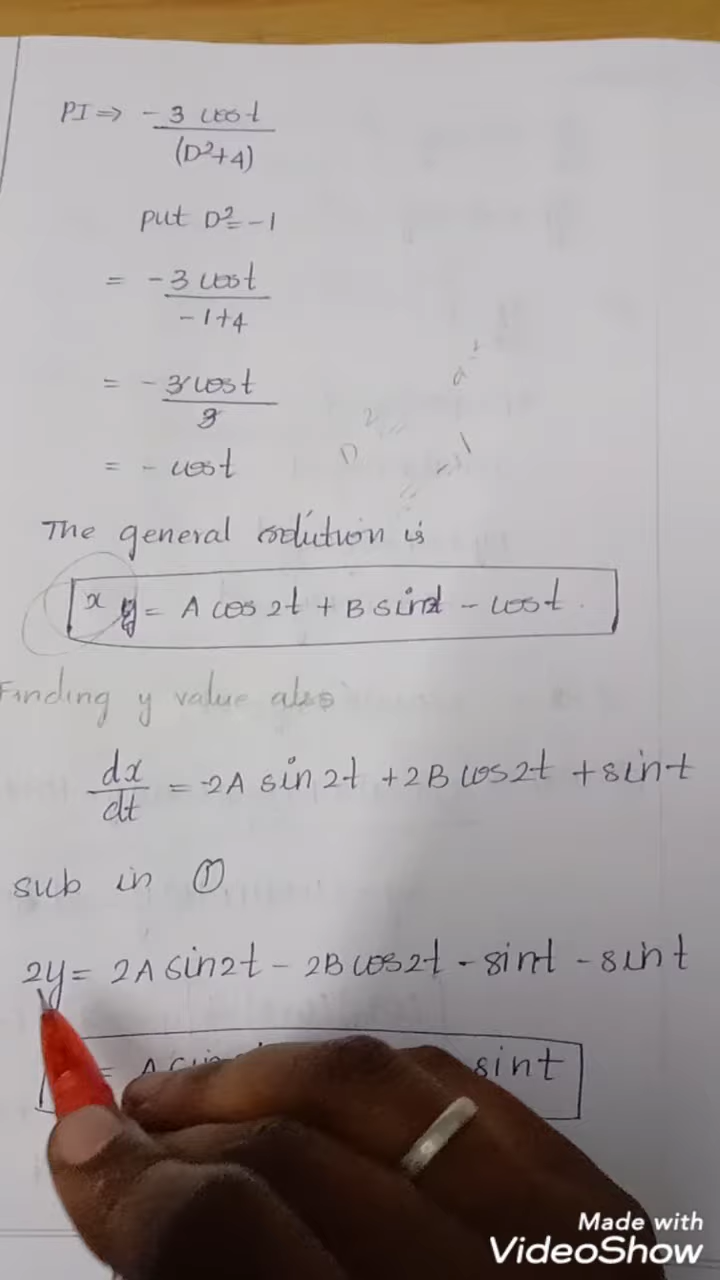 PI ⇒ - 3 cost
(D²+4)
put D² = -1
= - 3 cost
-1+4
= - 3 cost
3
= - cost
The general solution is
x = A cos 2t + B sin2t - cost.
Finding y value also
dx
dt
= -2A sin 2t + 2B cos2t + sint
sub in ①
2y = 2A sin2t - 2B cos2t - sint - sint
= A sint
Made with
VideoShow